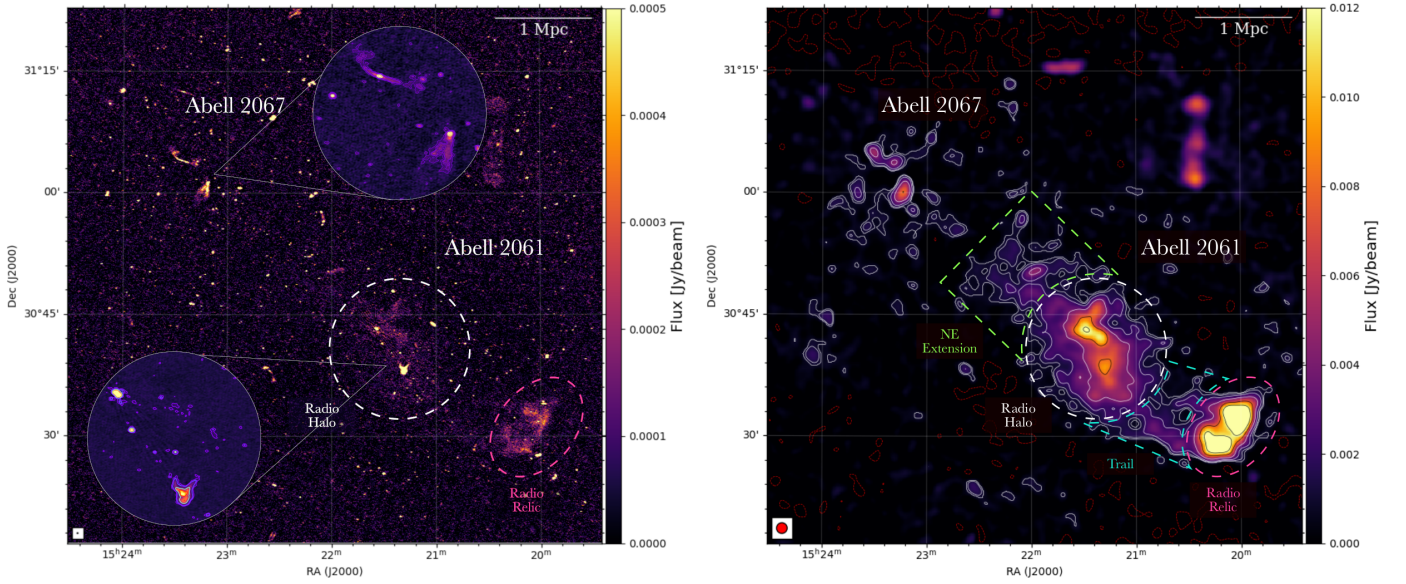 1 Mpc
31°15'
Abell 2067
00'
Abell 2061
30°45'
Radio
Halo
30'
Radio
Relic
Dec (J2000)
15ʰ24ᵐ
23ᵐ
22ᵐ
21ᵐ
20ᵐ
RA (J2000)
0.0005
0.0004
0.0003
0.0002
0.0001
0.0000
Flux [Jy/beam]
1 Mpc
31°15'
Abell 2067
00'
Abell 2061
30°45'
NE
Extension
Radio
Halo
30'
Trail
Radio
Relic
Dec (J2000)
15ʰ24ᵐ
23ᵐ
22ᵐ
21ᵐ
20ᵐ
RA (J2000)
0.012
0.010
0.008
0.006
0.004
0.002
0.000
Flux [Jy/beam]